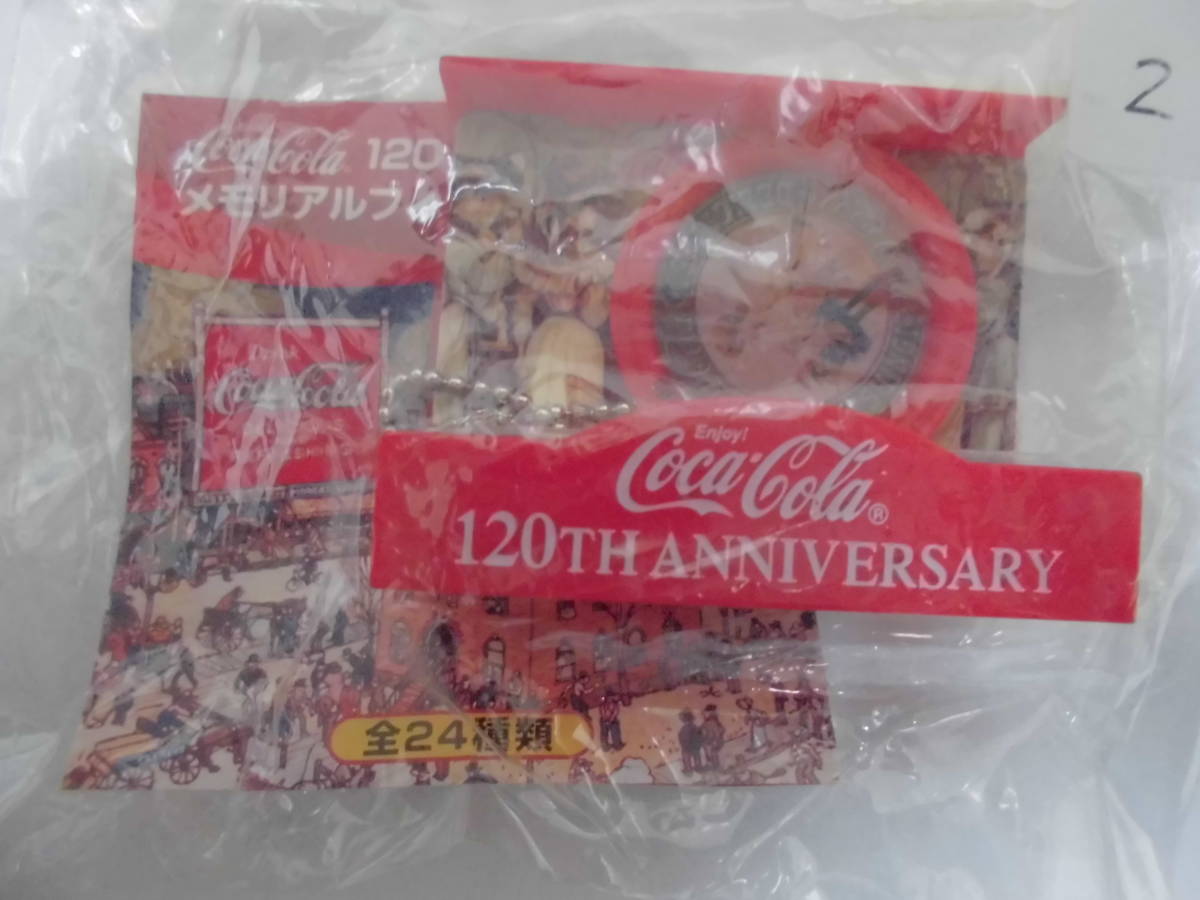 2
Coca-Cola 120
メモリアルプ
Drink
Coca-Cola
Enjoy!
Coca-Cola®
120TH ANNIVERSARY
全24種類